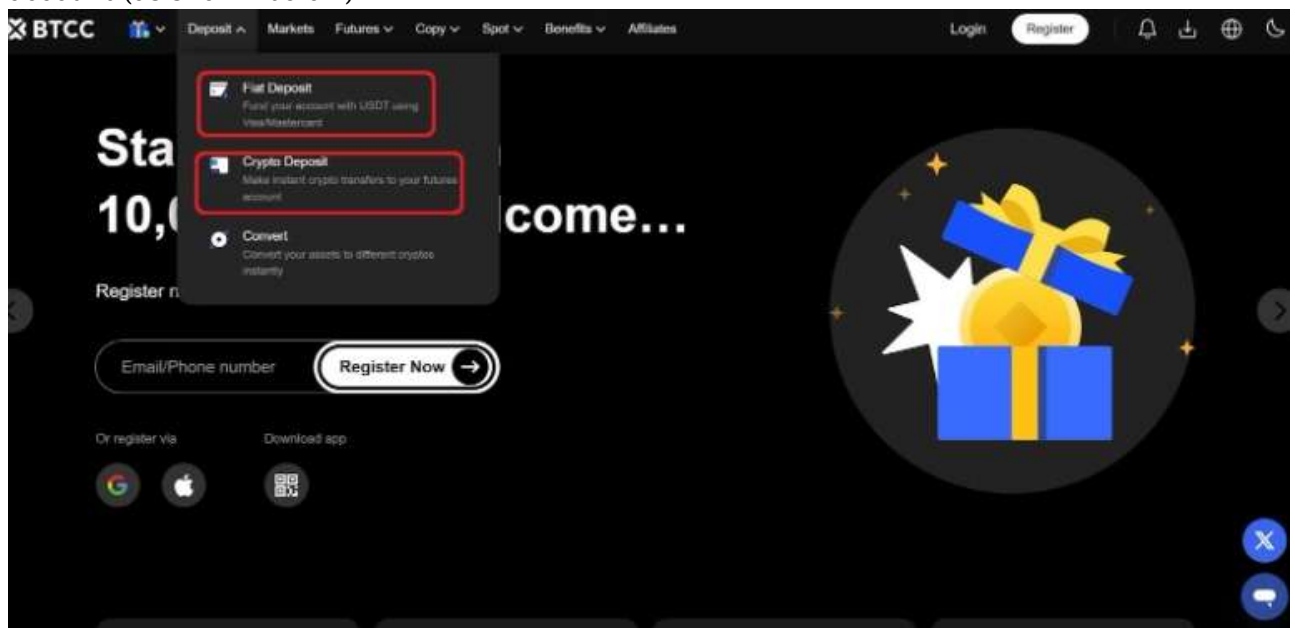 BTCC
Deposit
Markets
Futures
Copy
Spot
Benefits
Affiliates
Login
Register
Fiat Deposit
Fund your account with USDT using
Visa/Mastercard
Crypto Deposit
Make instant crypto transfers to your futures
account
Convert
Convert your assets to different cryptos
instantly
Sta
10,0
lcome...
Register n
Email/Phone number
Register Now
Or register via
Download app